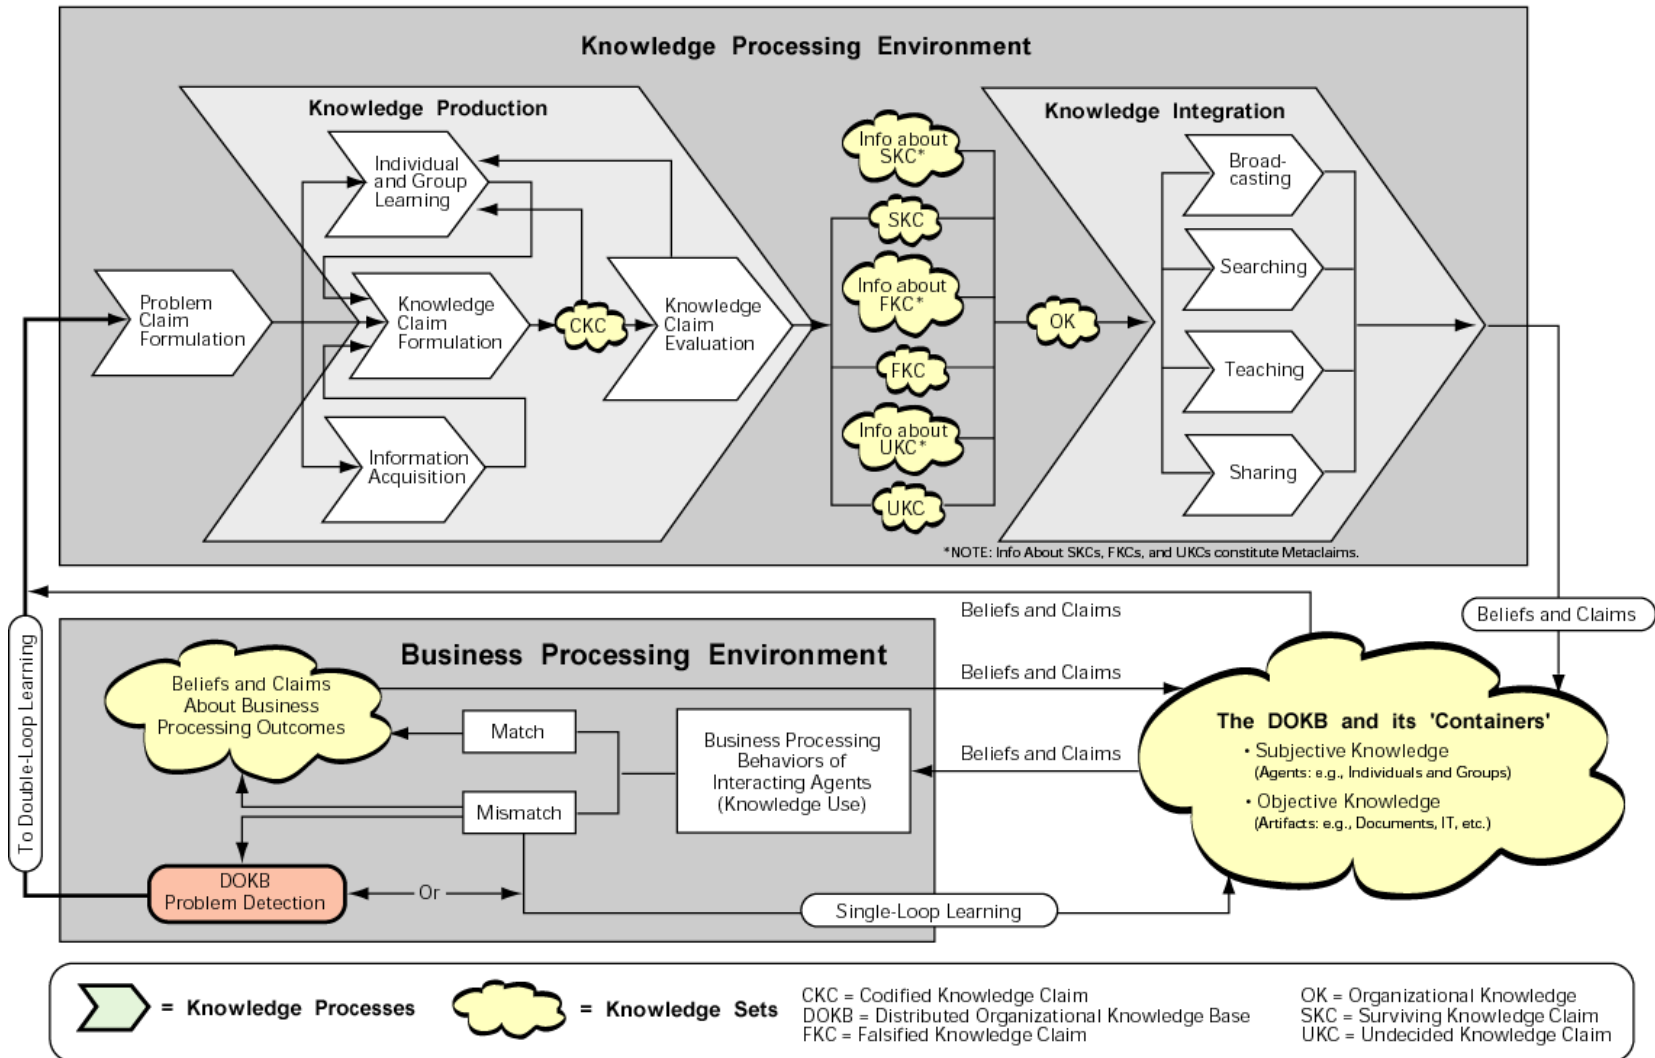 Knowledge Processing Environment
Knowledge Production
Knowledge Integration
Individual
and Group
Learning
Problem
Claim
Formulation
Knowledge
Claim
Formulation
CKC
Knowledge
Claim
Evaluation
Information
Acquisition
Info about
SKC*
SKC
Info about
FKC*
FKC
Info about
UKC*
UKC
OK
Broad-
casting
Searching
Teaching
Sharing
*NOTE: Info About SKCs, FKCs, and UKCs constitute Metaclaims.
Beliefs and Claims
Beliefs and Claims
To Double-Loop Learning
Business Processing Environment
Beliefs and Claims
About Business
Processing Outcomes
Match
Mismatch
Business Processing
Behaviors of
Interacting Agents
(Knowledge Use)
Beliefs and Claims
Beliefs and Claims
The DOKB and its 'Containers'
• Subjective Knowledge
(Agents: e.g., Individuals and Groups)
• Objective Knowledge
(Artifacts: e.g., Documents, IT, etc.)
DOKB
Problem Detection
Or
Single-Loop Learning
= Knowledge Processes
= Knowledge Sets
CKC = Codified Knowledge Claim
DOKB = Distributed Organizational Knowledge Base
FKC = Falsified Knowledge Claim
OK = Organizational Knowledge
SKC = Surviving Knowledge Claim
UKC = Undecided Knowledge Claim